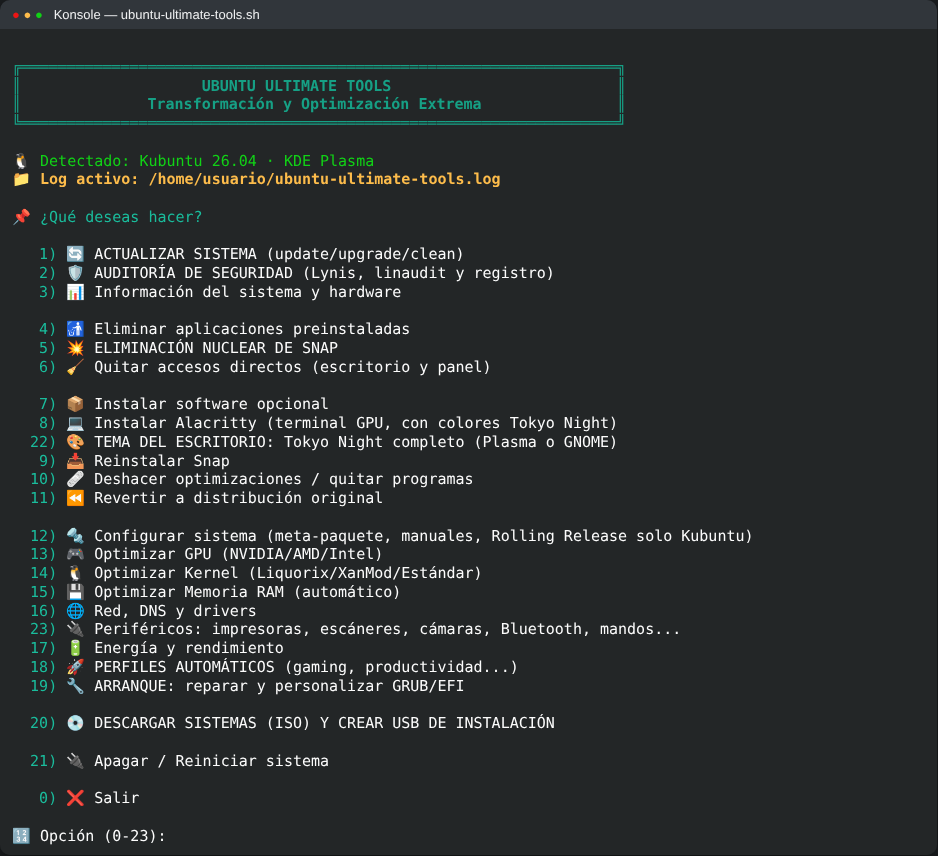 Konsole — ubuntu-ultimate-tools.sh
UBUNTU ULTIMATE TOOLS
Transformación y Optimización Extrema
🐧 Detectado: Kubuntu 26.04 · KDE Plasma
📁 Log activo: /home/usuario/ubuntu-ultimate-tools.log
📌 ¿Qué deseas hacer?
1) 🔄 ACTUALIZAR SISTEMA (update/upgrade/clean)
2) 🛡️ AUDITORÍA DE SEGURIDAD (Lynis, linaudit y registro)
3) 📊 Información del sistema y hardware
4) 🚮 Eliminar aplicaciones preinstaladas
5) 💥 ELIMINACIÓN NUCLEAR DE SNAP
6) 🧹 Quitar accesos directos (escritorio y panel)
7) 📦 Instalar software opcional
8) 💻 Instalar Alacritty (terminal GPU, con colores Tokyo Night)
22) 🎨 TEMA DEL ESCRITORIO: Tokyo Night completo (Plasma o GNOME)
9) 📥 Reinstalar Snap
10) 🩹 Deshacer optimizaciones / quitar programas
11) ⏪ Revertir a distribución original
12) 🔩 Configurar sistema (meta-paquete, manuales, Rolling Release solo Kubuntu)
13) 🎮 Optimizar GPU (NVIDIA/AMD/Intel)
14) 🐧 Optimizar Kernel (Liquorix/XanMod/Estándar)
15) 💾 Optimizar Memoria RAM (automático)
16) 🌐 Red, DNS y drivers
23) 🔌 Periféricos: impresoras, escáneres, cámaras, Bluetooth, mandos...
17) 🔋 Energía y rendimiento
18) 🚀 PERFILES AUTOMÁTICOS (gaming, productividad...)
19) 🔧 ARRANQUE: reparar y personalizar GRUB/EFI
20) 💿 DESCARGAR SISTEMAS (ISO) Y CREAR USB DE INSTALACIÓN
21) 🔌 Apagar / Reiniciar sistema
0) ❌ Salir
🔢 Opción (0-23):